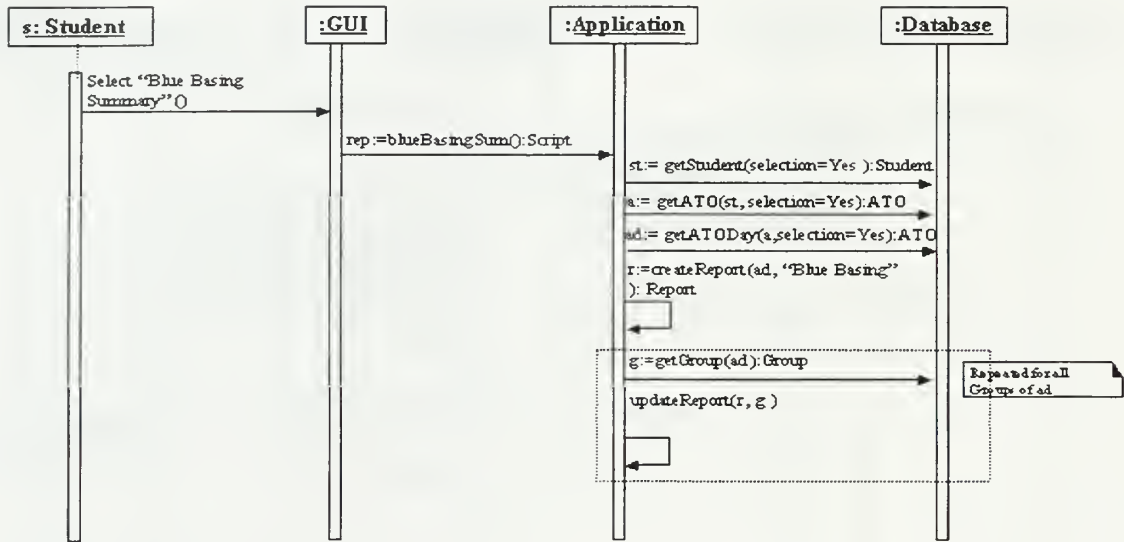 s: Student
:GUI
:Application
:Database
Select “Blue Basing
Summary”()
rep:=blueBasingSum():Script
st:= getStudent(selection=Yes ):Student
a:= getATO(st, selection=Yes):ATO
ad:= getATODay(a,selection=Yes):ATO
r:=createReport(ad, “Blue Basing”
): Report
g:=getGroup(ad):Group
updateReport(r, g )
for all
Groups of ad